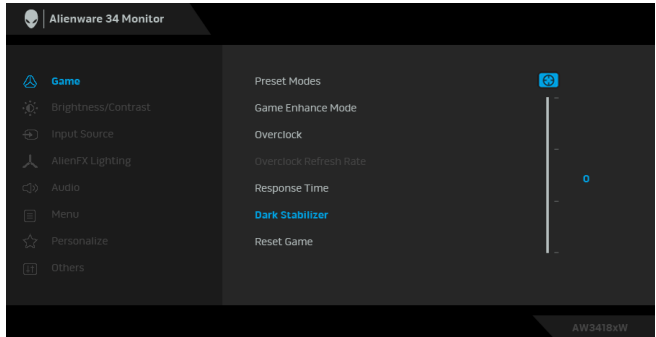 Alienware 34 Monitor
Game
Brightness/Contrast
Input Source
AlienFX Lighting
Audio
Menu
Personalize
Others
Preset Modes
Game Enhance Mode
Overclock
Overclock Refresh Rate
Response Time
Dark Stabilizer
Reset Game
0
AW3418xW